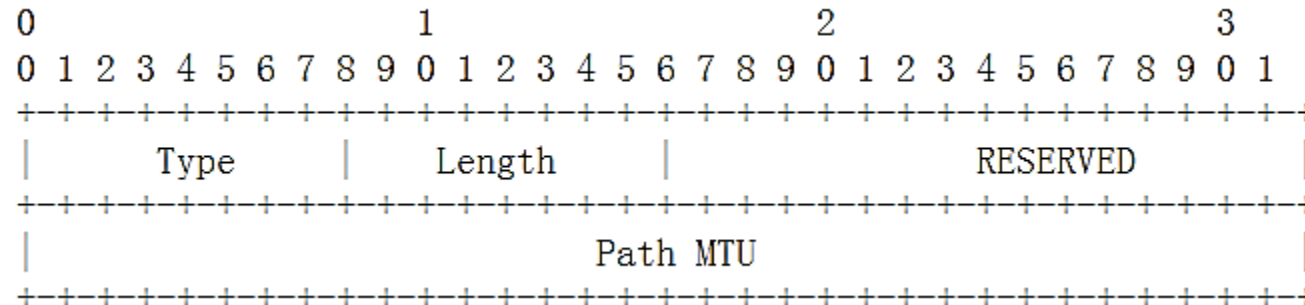 0                   1                   2                   3
0 1 2 3 4 5 6 7 8 9 0 1 2 3 4 5 6 7 8 9 0 1 2 3 4 5 6 7 8 9 0 1
+-+-+-+-+-+-+-+-+-+-+-+-+-+-+-+-+-+-+-+-+-+-+-+-+-+-+-+-+-+-+-+-+
|      Type     |    Length     |               RESERVED        |
+-+-+-+-+-+-+-+-+-+-+-+-+-+-+-+-+-+-+-+-+-+-+-+-+-+-+-+-+-+-+-+-+
|                            Path MTU                           |
+-+-+-+-+-+-+-+-+-+-+-+-+-+-+-+-+-+-+-+-+-+-+-+-+-+-+-+-+-+-+-+-+